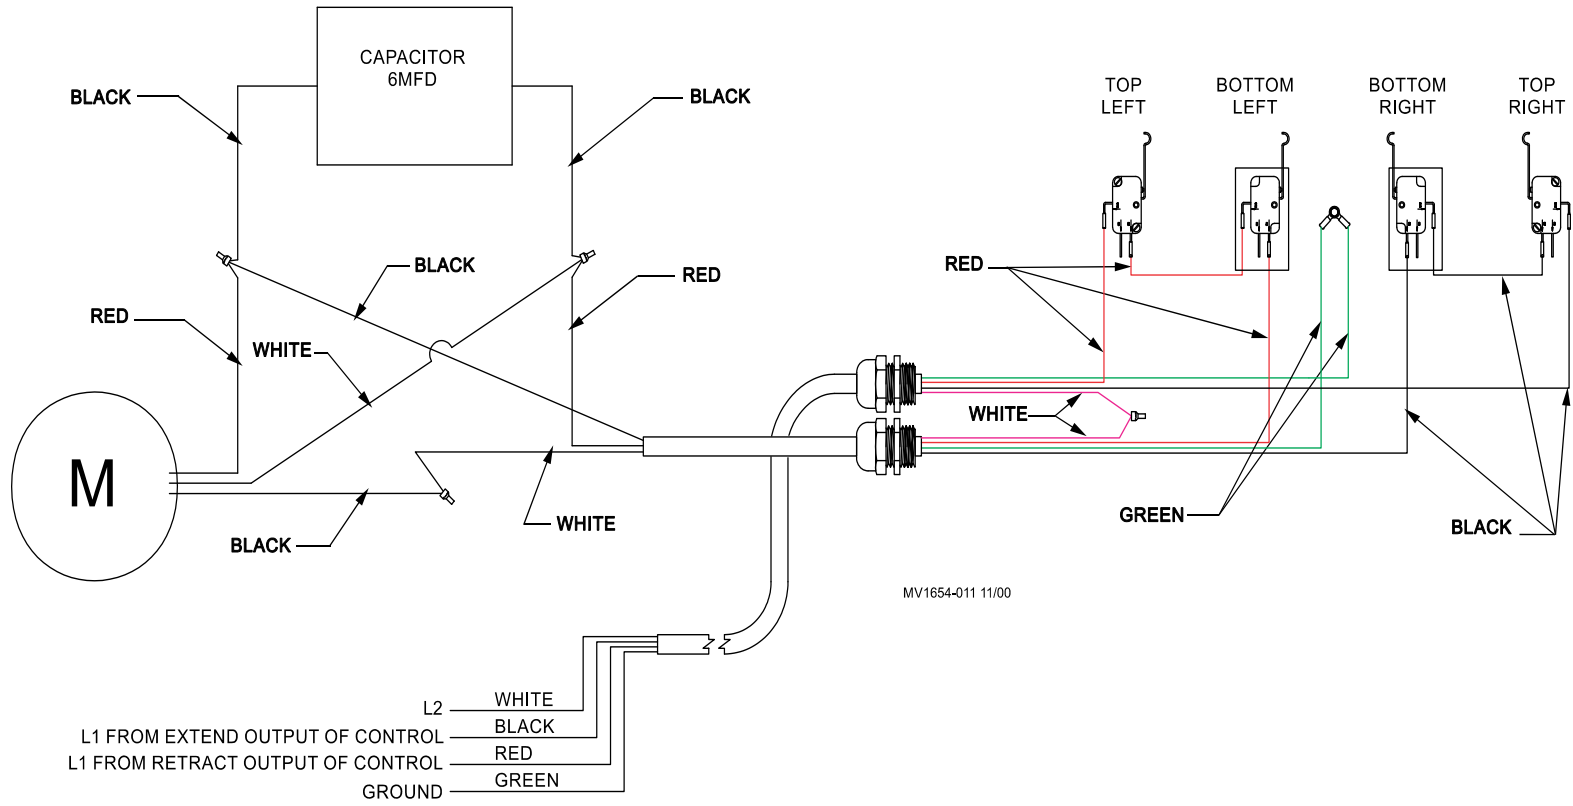 CAPACITOR
6MFD
BLACK
BLACK
TOP
LEFT
BOTTOM
LEFT
BOTTOM
RIGHT
TOP
RIGHT
BLACK
RED
RED
RED
WHITE
WHITE
M
BLACK
WHITE
GREEN
BLACK
MV1654-011 11/00
L2 WHITE
L1 FROM EXTEND OUTPUT OF CONTROL BLACK
L1 FROM RETRACT OUTPUT OF CONTROL RED
GROUND GREEN